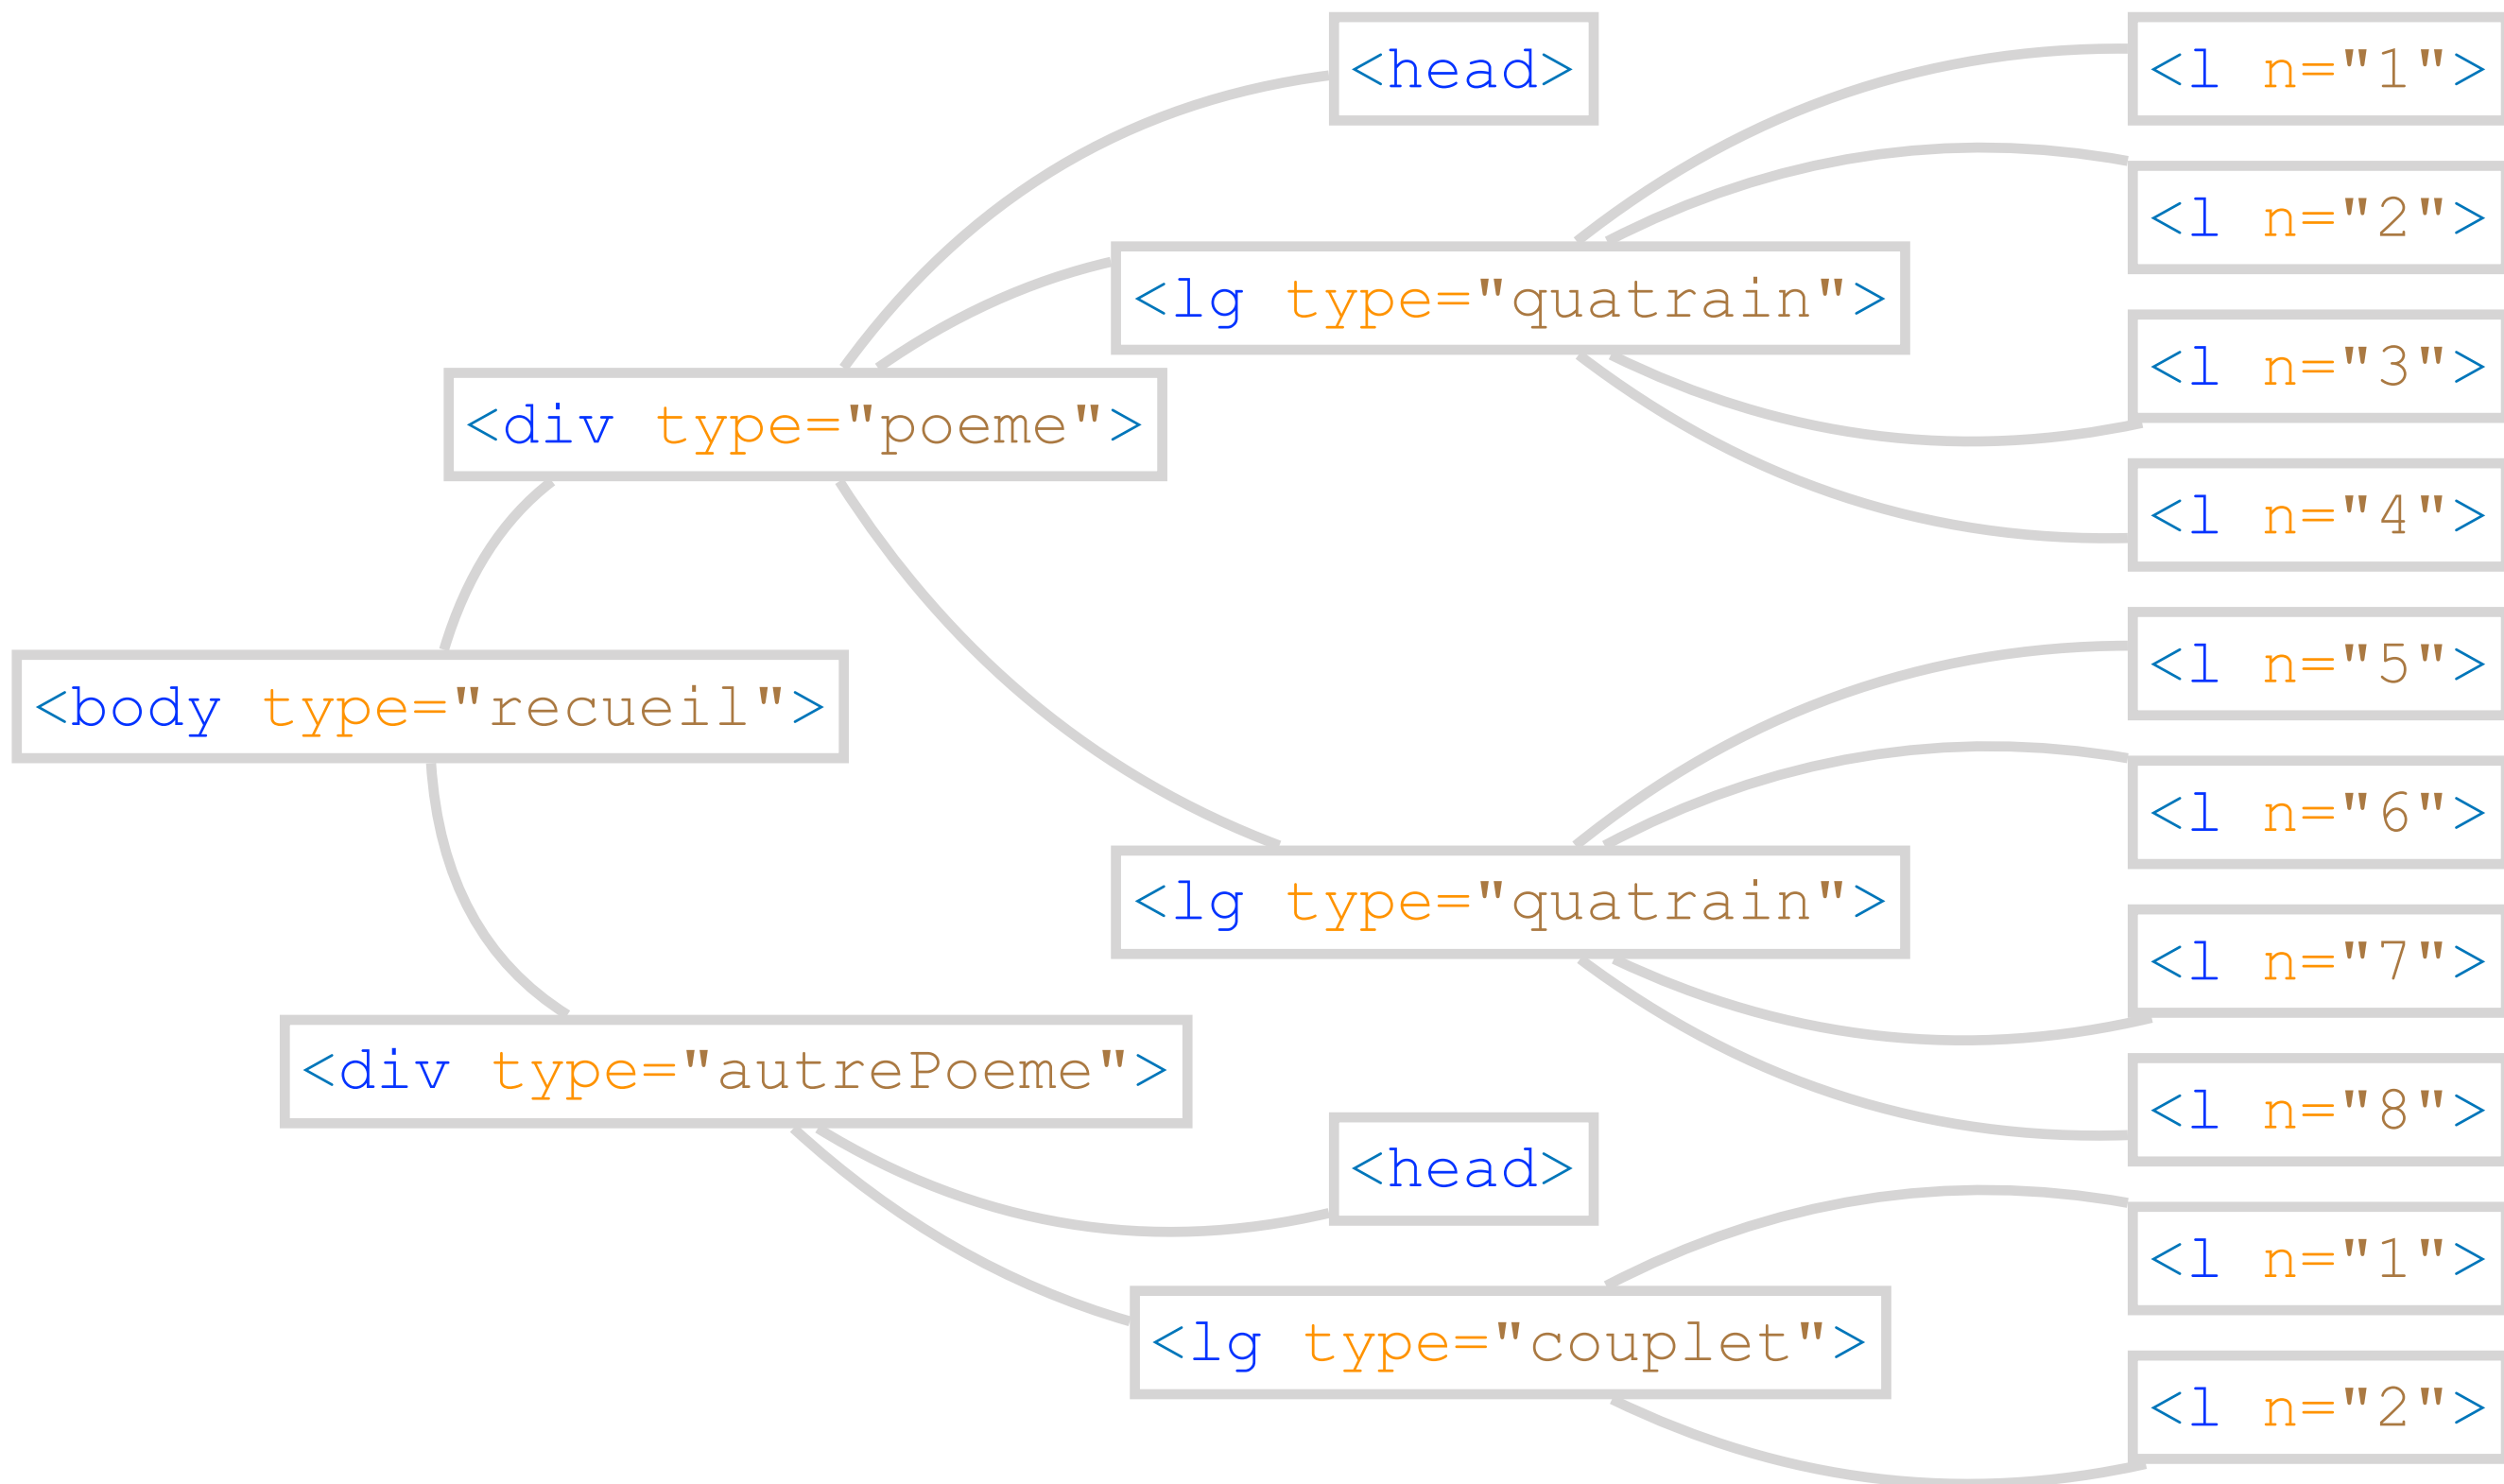 <head>
<l n="1">
<l n="2">
<lg type="quatrain">
<l n="3">
<div type="poeme">
<l n="4">
<l n="5">
<body type="recueil">
<l n="6">
<lg type="quatrain">
<l n="7">
<div type="autrePoeme">
<l n="8">
<head>
<l n="1">
<lg type="couplet">
<l n="2">